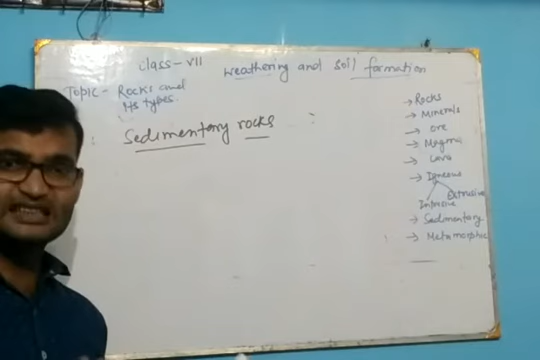 class-VII
weathering and soil formation
Topic- Rocks and
its types.
Sedimentary rocks :
→ Rocks
→ Minerals
→ ore
→ Magma
→ Lava
→ Igneous
Extrusive
Intrusive
→ Sedimentary
→ Metamorphic